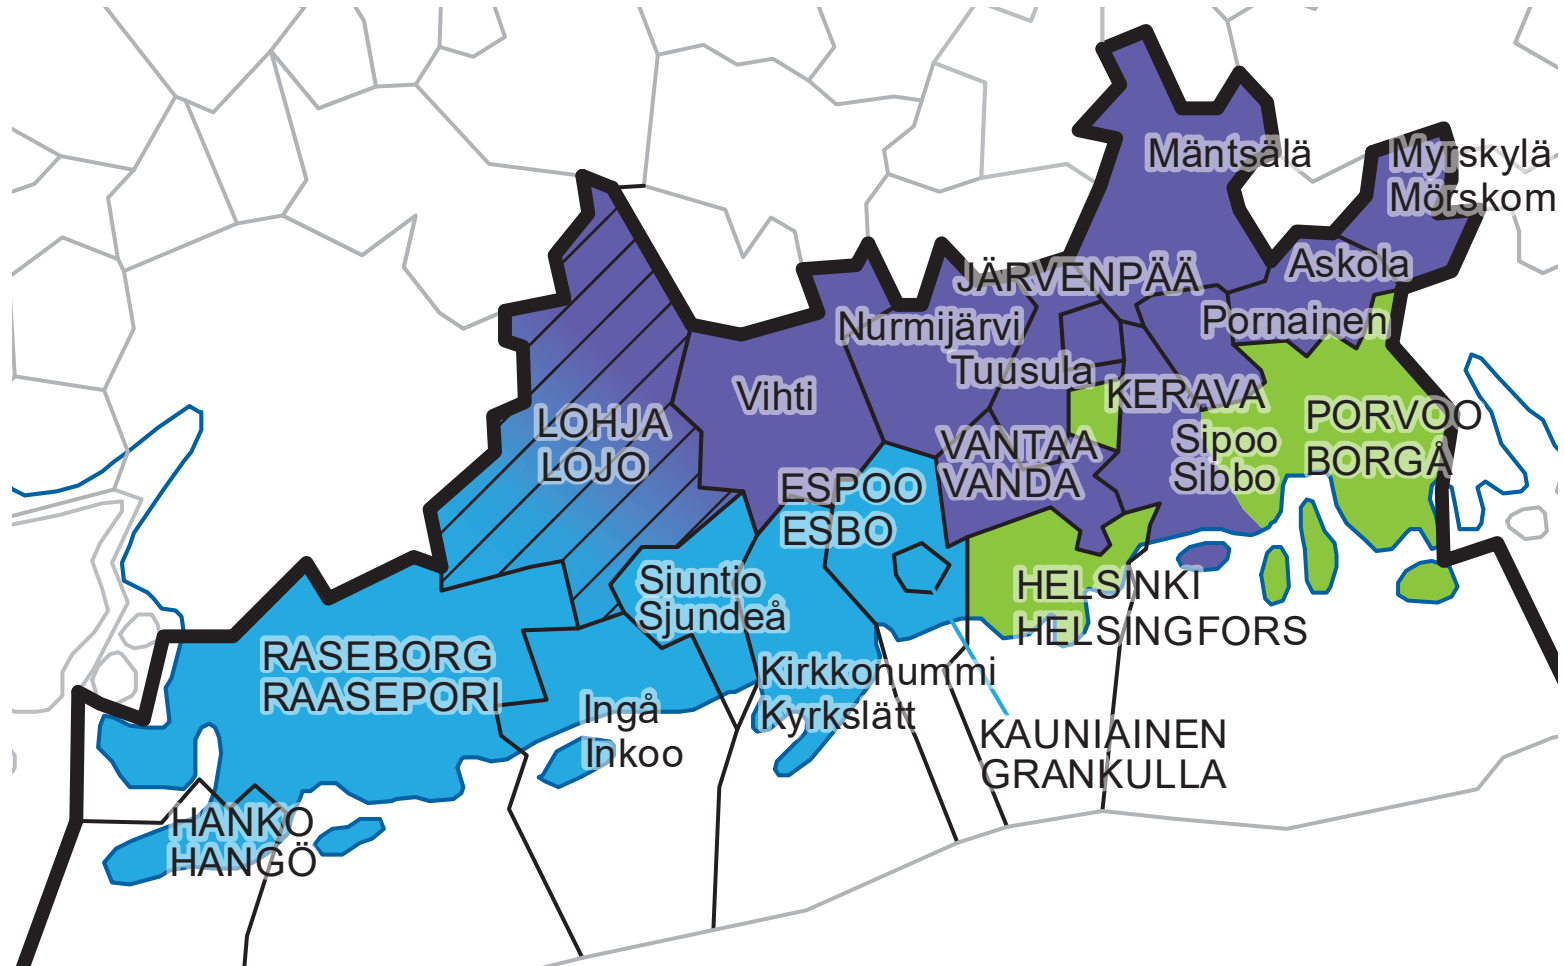 Mäntsälä
Myrskylä
Mörskom
Askola
JÄRVENPÄÄ
Nurmijärvi
Pornainen
Tuusula
KERAVA
Vihti
LOHJA
LOJO
VANTAA
VANDA
Sipoo
Sibbo
PORVOO
BORGÅ
ESPOO
ESBO
Siuntio
Sjundeå
HELSINKI
HELSINGFORS
RASEBORG
RAASEPORI
Kirkkonummi
Kyrkslätt
Ingå
Inkoo
KAUNIAINEN
GRANKULLA
HANKO
HANGÖ